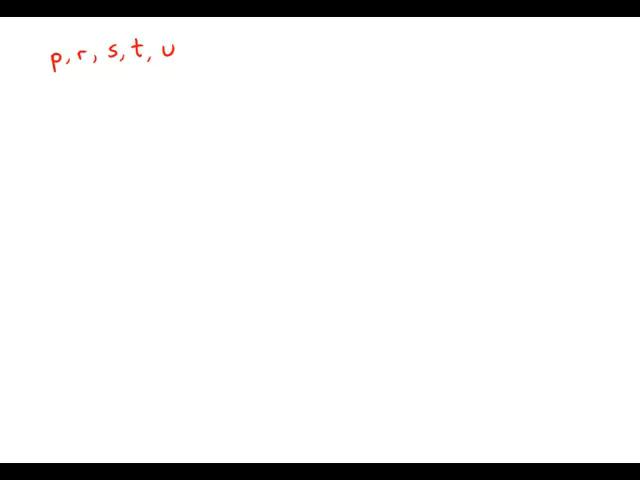 p, r, s, t, u